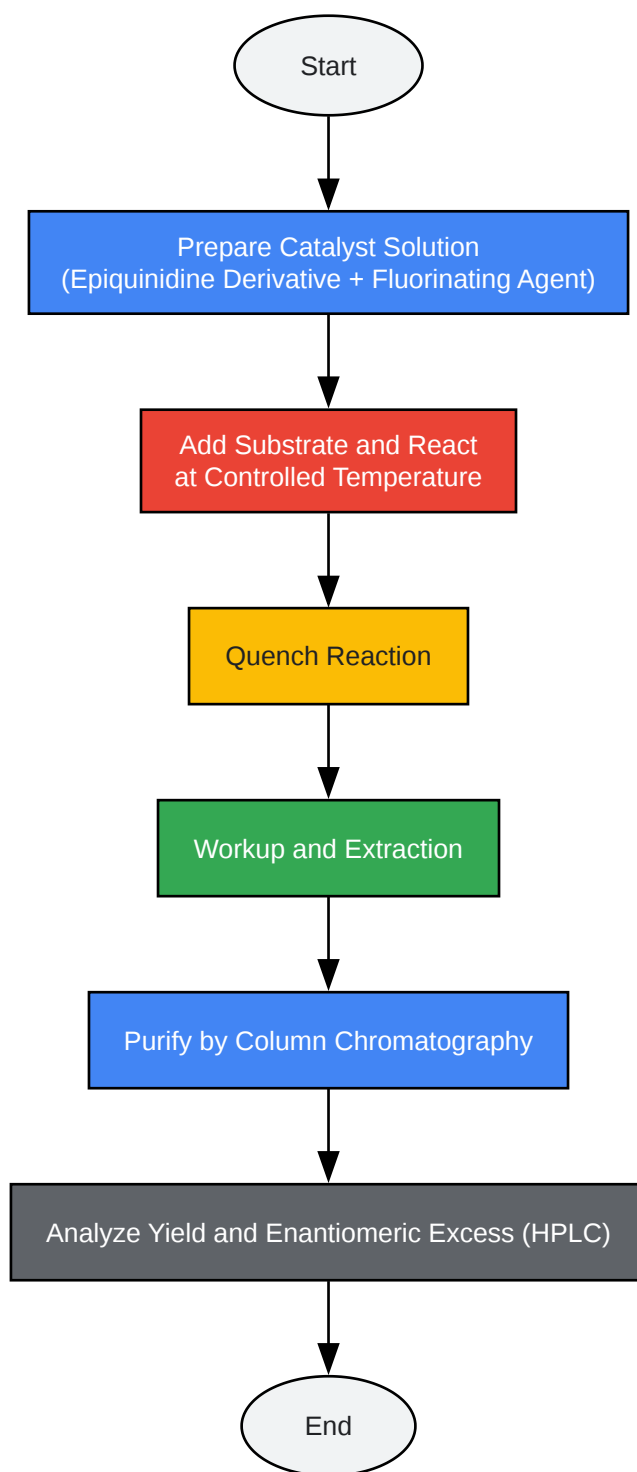 Start
Prepare Catalyst Solution
(Epiquinidine Derivative + Fluorinating Agent)
Add Substrate and React
at Controlled Temperature
Quench Reaction
Workup and Extraction
Purify by Column Chromatography
Analyze Yield and Enantiomeric Excess (HPLC)
End